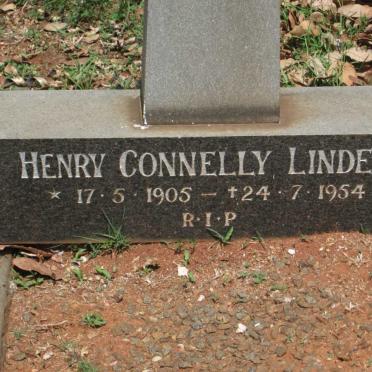 HENRY CONNELLY LINDE
* 17·5·1905 – †24·7·1954
R·I·P